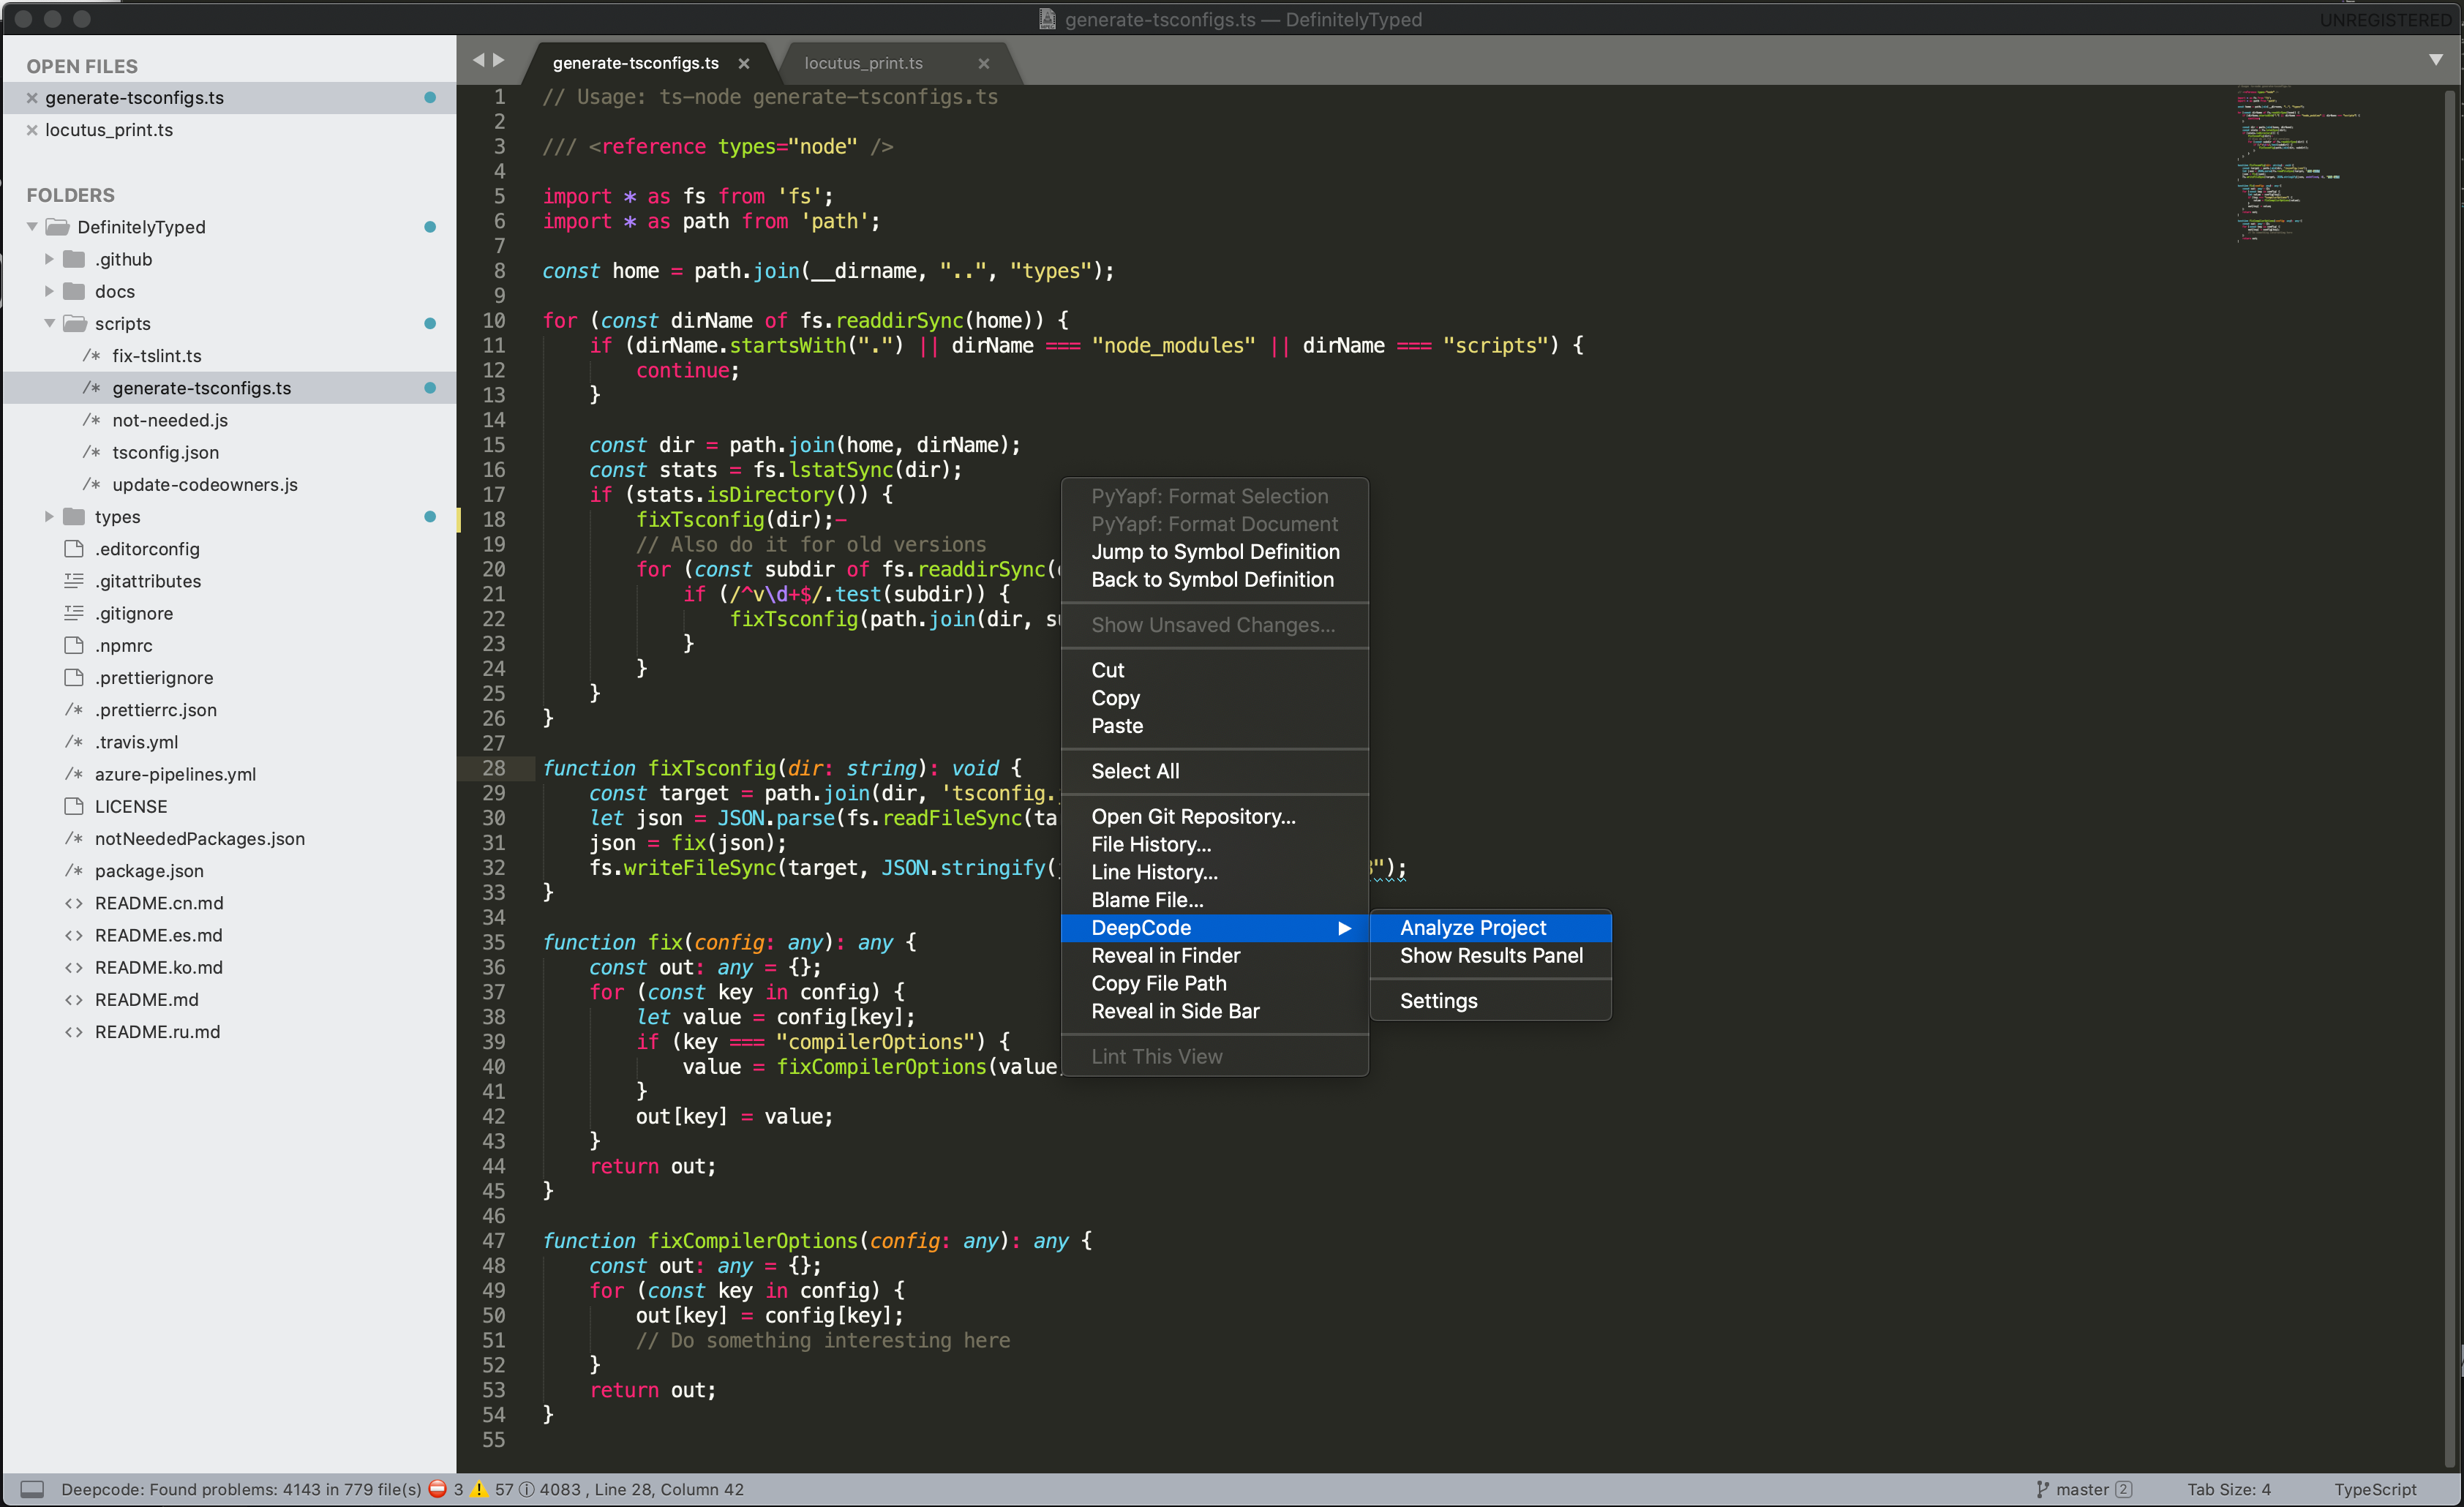 generate-tsconfigs.ts — DefinitelyTyped
UNREGISTERED
OPEN FILES
generate-tsconfigs.ts
locutus_print.ts
FOLDERS
DefinitelyTyped
.github
docs
scripts
/* fix-tslint.ts
/* generate-tsconfigs.ts
/* not-needed.js
/* tsconfig.json
/* update-codeowners.js
types
.editorconfig
.gitattributes
.gitignore
.npmrc
.prettierignore
/* .prettierrc.json
/* .travis.yml
/* azure-pipelines.yml
LICENSE
/* notNeededPackages.json
/* package.json
<> README.cn.md
<> README.es.md
<> README.ko.md
<> README.md
<> README.ru.md
generate-tsconfigs.ts
locutus_print.ts
1 // Usage: ts-node generate-tsconfigs.ts
2
3 /// <reference types="node" />
4
5 import * as fs from 'fs';
6 import * as path from 'path';
7
8 const home = path.join(__dirname, "..", "types");
9
10 for (const dirName of fs.readdirSync(home)) {
11 if (dirName.startsWith(".") || dirName === "node_modules" || dirName === "scripts") {
12 continue;
13 }
14
15 const dir = path.join(home, dirName);
16 const stats = fs.lstatSync(dir);
17 if (stats.isDirectory()) {
18 fixTsconfig(dir);-
19 // Also do it for old versions
20 for (const subdir of fs.readdirSync(
21 if (/^v\d+$/.test(subdir)) {
22 fixTsconfig(path.join(dir, su
23 }
24 }
25 }
26 }
27
28 function fixTsconfig(dir: string): void {
29 const target = path.join(dir, 'tsconfig.
30 let json = JSON.parse(fs.readFileSync(ta
31 json = fix(json);
32 fs.writeFileSync(target, JSON.stringify( ");
33 }
34
35 function fix(config: any): any {
36 const out: any = {};
37 for (const key in config) {
38 let value = config[key];
39 if (key === "compilerOptions") {
40 value = fixCompilerOptions(value
41 }
42 out[key] = value;
43 }
44 return out;
45 }
46
47 function fixCompilerOptions(config: any): any {
48 const out: any = {};
49 for (const key in config) {
50 out[key] = config[key];
51 // Do something interesting here
52 }
53 return out;
54 }
55
PyYapf: Format Selection
PyYapf: Format Document
Jump to Symbol Definition
Back to Symbol Definition
Show Unsaved Changes...
Cut
Copy
Paste
Select All
Open Git Repository...
File History...
Line History...
Blame File...
DeepCode
Reveal in Finder
Copy File Path
Reveal in Side Bar
Lint This View
Analyze Project
Show Results Panel
Settings
Deepcode: Found problems: 4143 in 779 file(s) ⛔ 3 ⚠️ 57 ⓘ 4083 , Line 28, Column 42
master 2
Tab Size: 4
TypeScript